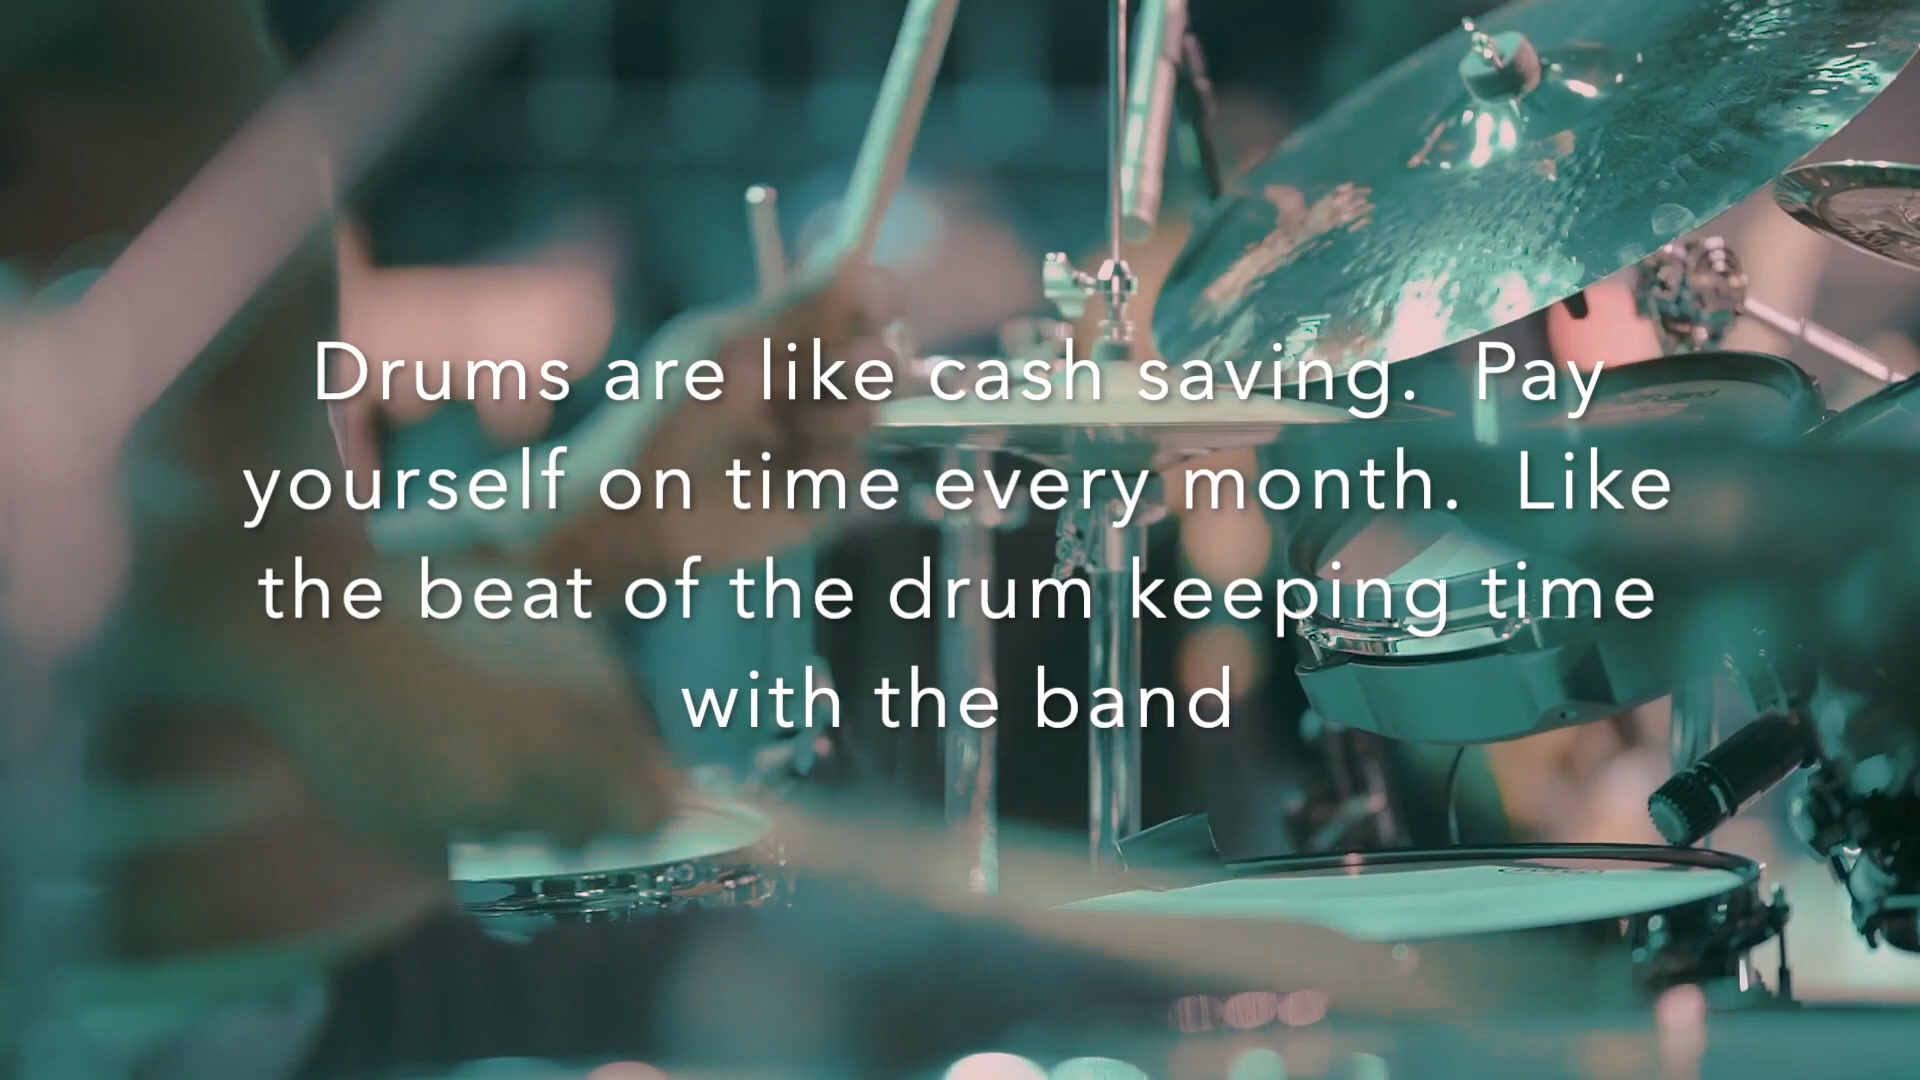 Drums are like cash saving.  Pay
yourself on time every month.  Like
the beat of the drum keeping time
with the band